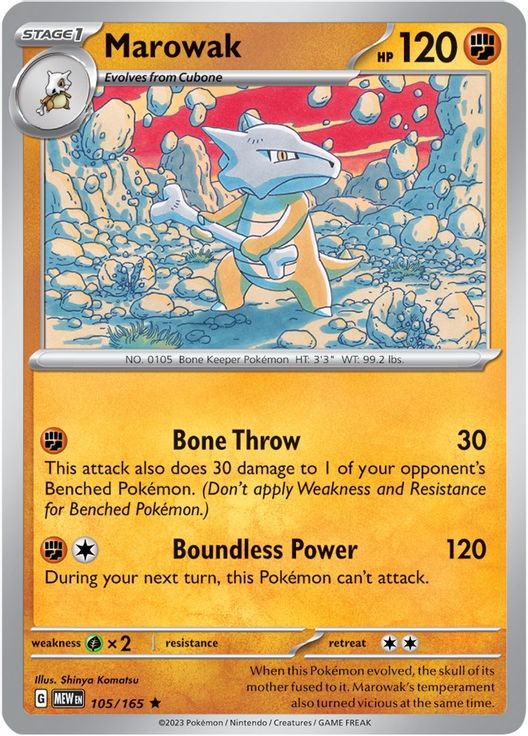 STAGE1
Marowak
HP 120
Evolves from Cubone
NO. 0105 Bone Keeper Pokémon HT: 3'3" WT: 99.2 lbs.
Bone Throw 30
This attack also does 30 damage to 1 of your opponent's
Benched Pokémon. (Don't apply Weakness and Resistance
for Benched Pokémon.)
Boundless Power 120
During your next turn, this Pokémon can't attack.
weakness ×2 resistance retreat
Illus. Shinya Komatsu
G MEW EN 105/165 ★
When this Pokémon evolved, the skull of its
mother fused to it. Marowak's temperament
also turned vicious at the same time.
©2023 Pokémon / Nintendo / Creatures / GAME FREAK